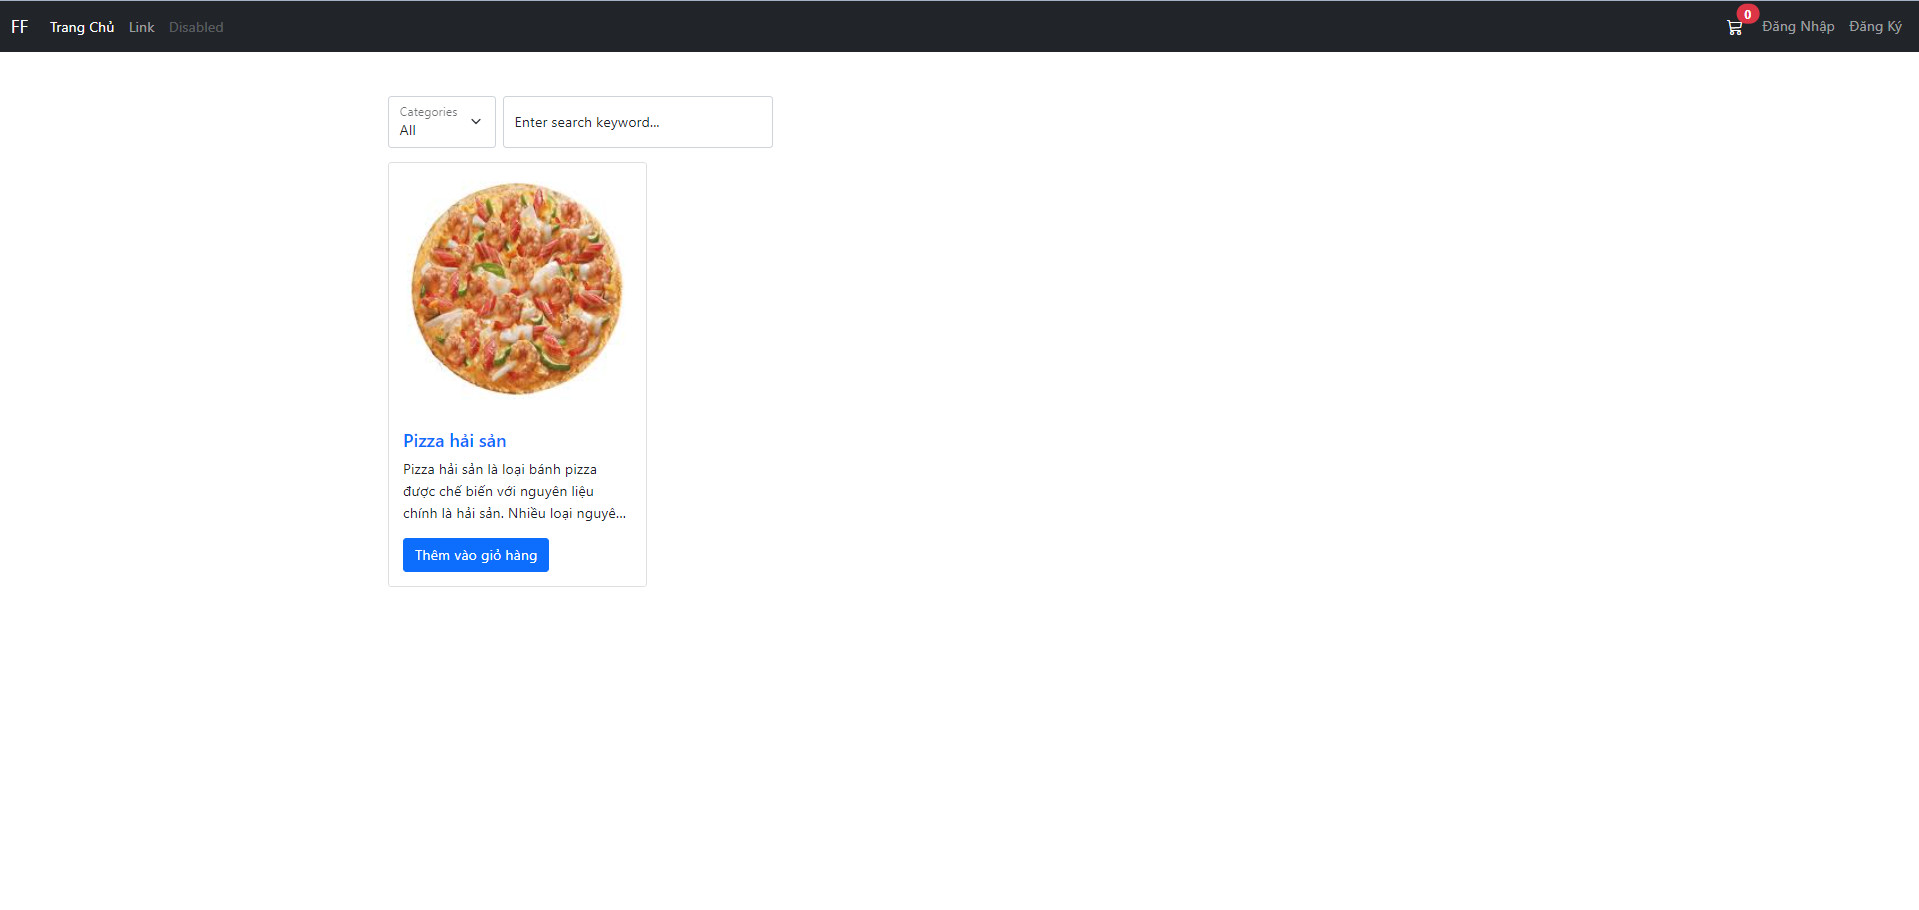 FF Trang Chủ Link Disabled 0 Đăng Nhập Đăng Ký
Categories
All
Enter search keyword...
Pizza hải sản
Pizza hải sản là loại bánh pizza
được chế biến với nguyên liệu
chính là hải sản. Nhiều loại nguyê...
Thêm vào giỏ hàng